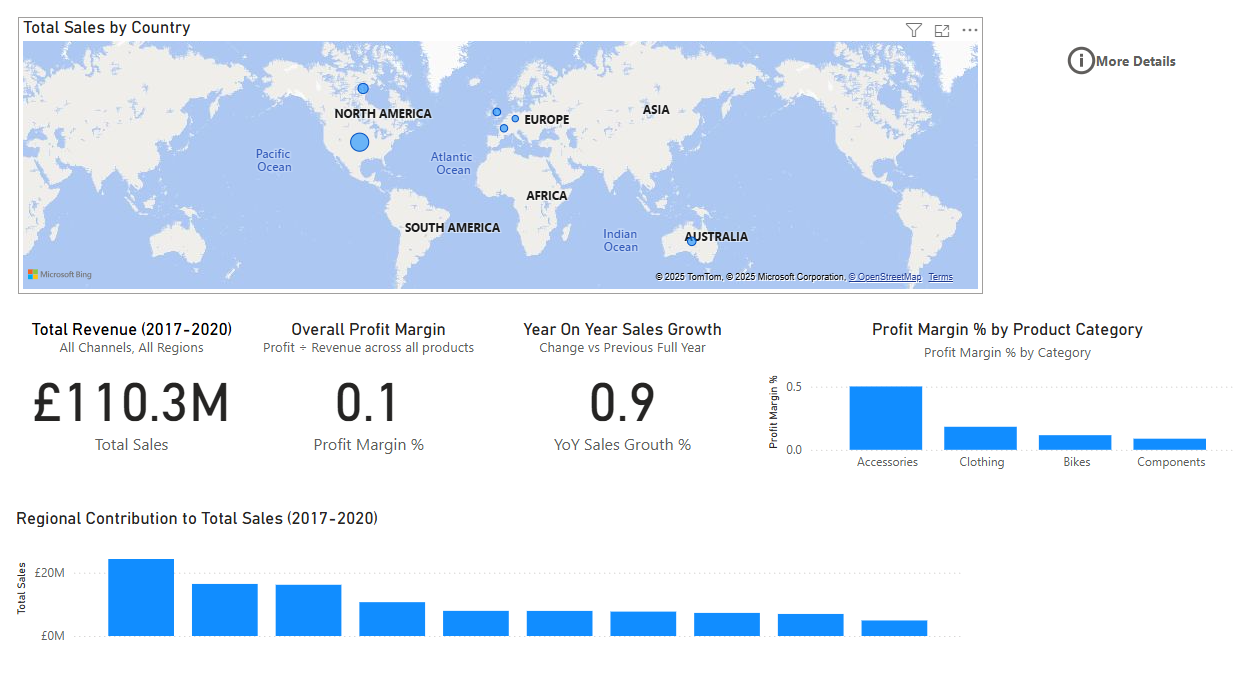 Total Sales by Country
More Details
NORTH AMERICA
EUROPE
ASIA
Pacific
Ocean
Atlantic
Ocean
AFRICA
SOUTH AMERICA
Indian
Ocean
AUSTRALIA
Microsoft Bing
© 2025 TomTom, © 2025 Microsoft Corporation, © OpenStreetMap Terms
Total Revenue (2017-2020)
All Channels, All Regions
£110.3M
Total Sales
Overall Profit Margin
Profit ÷ Revenue across all products
0.1
Profit Margin %
Year On Year Sales Growth
Change vs Previous Full Year
0.9
YoY Sales Grouth %
Profit Margin % by Product Category
Profit Margin % by Category
Profit Margin %
0.5
0.0
Accessories
Clothing
Bikes
Components
Regional Contribution to Total Sales (2017-2020)
Total Sales
£20M
£0M